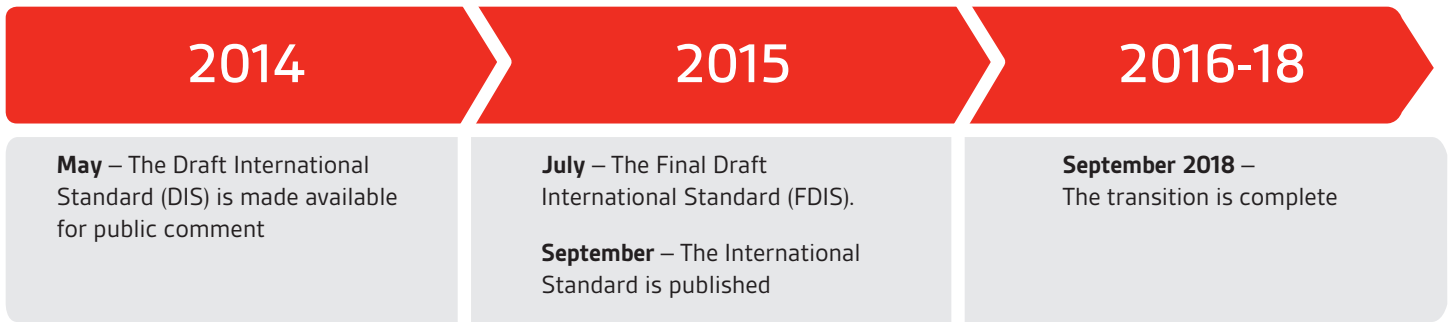 2014
May – The Draft International
Standard (DIS) is made available
for public comment
2015
July – The Final Draft
International Standard (FDIS).
September – The International
Standard is published
2016-18
September 2018 –
The transition is complete